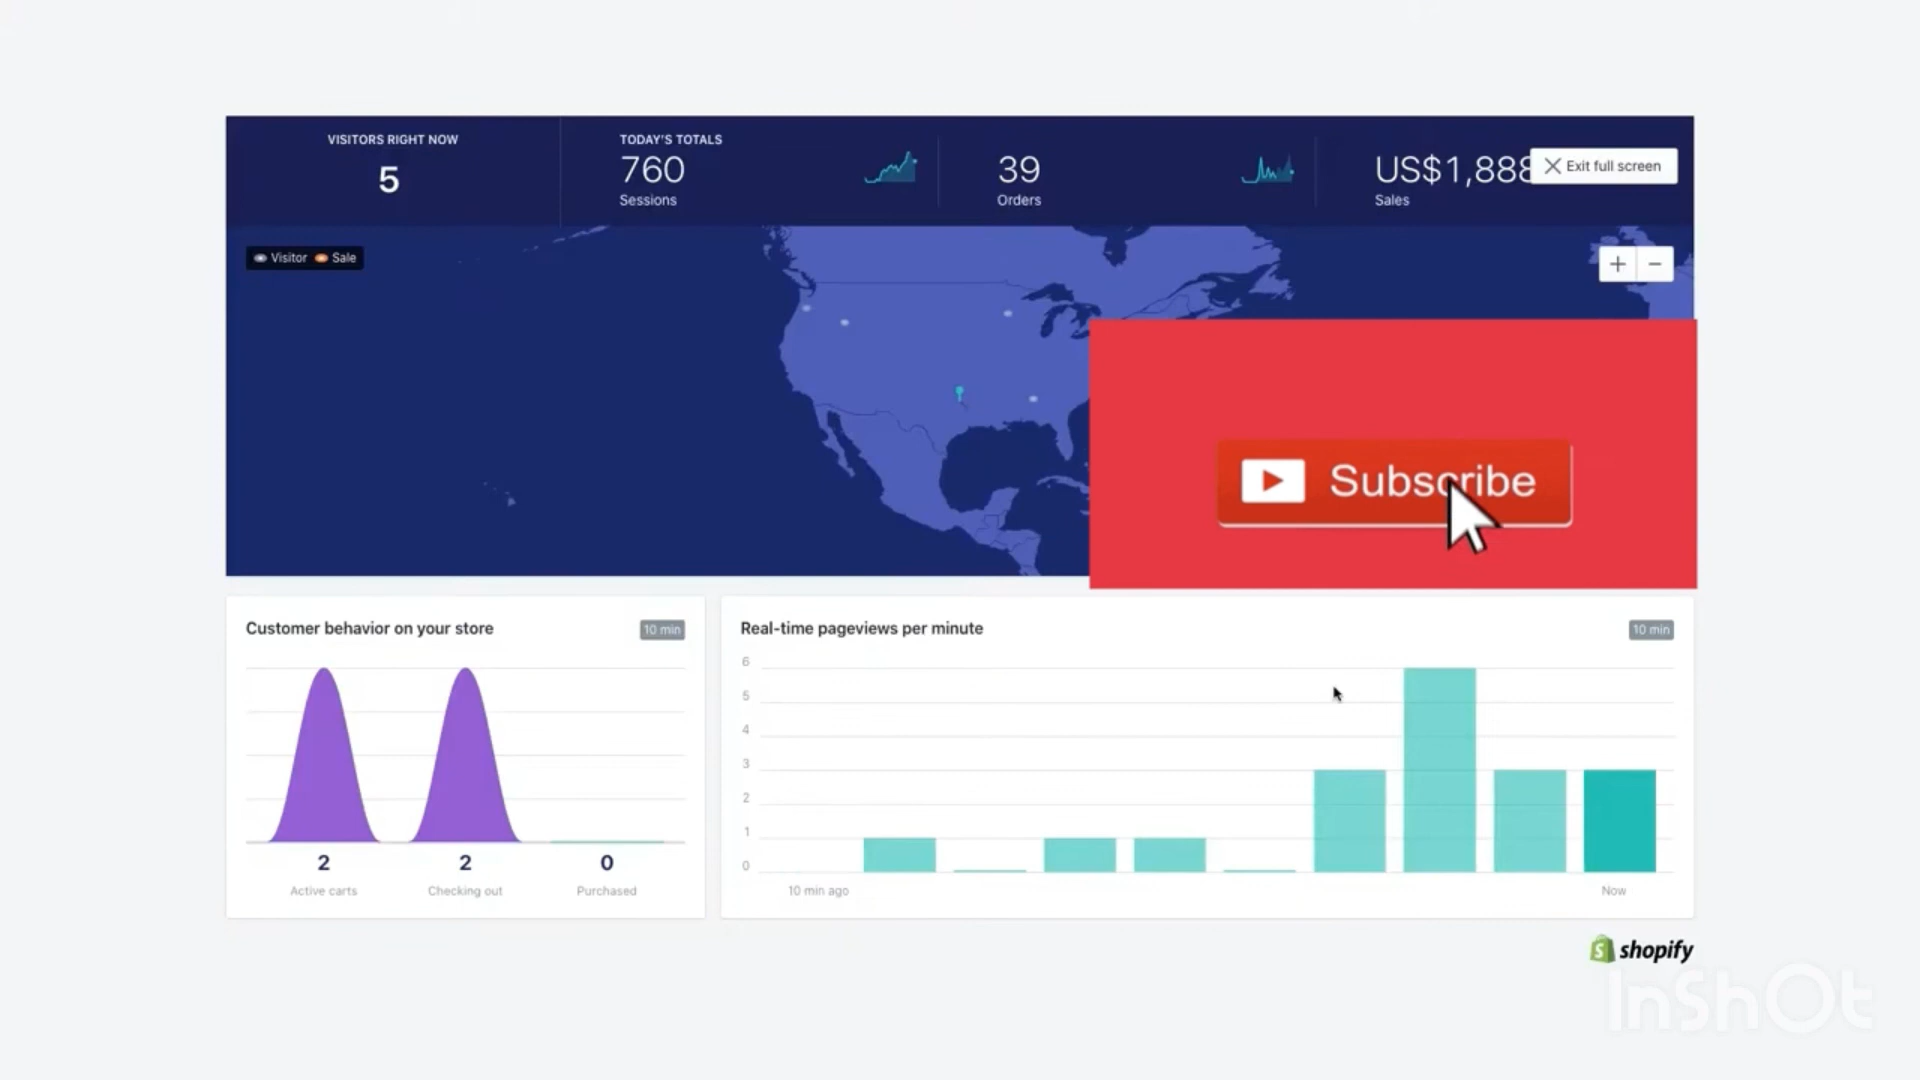 VISITORS RIGHT NOW
5
TODAY'S TOTALS
760
Sessions
39
Orders
US$1,888
Sales
Exit full screen
Visitor Sale
+ −
Subscribe
Customer behavior on your store
10 min
2
Active carts
2
Checking out
0
Purchased
Real-time pageviews per minute
10 min
6
5
4
3
2
1
0
10 min ago
Now
shopify
InShOt